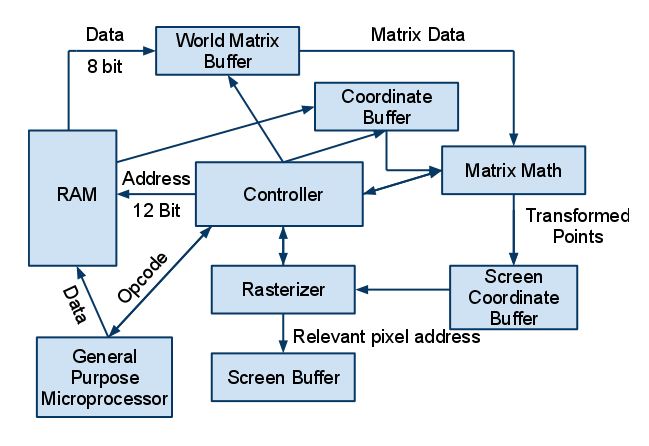 Data
8 bit
World Matrix
Buffer
Matrix Data
Coordinate
Buffer
RAM
Address
12 Bit
Controller
Matrix Math
Transformed
Points
Opcode
Data
Rasterizer
Screen
Coordinate
Buffer
Relevant pixel address
General
Purpose
Microprocessor
Screen Buffer